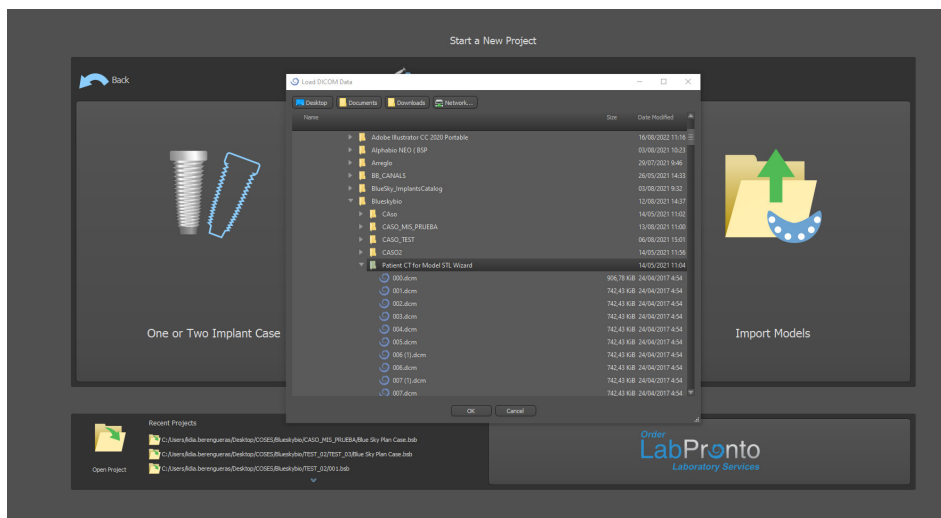 Start a New Project
Back
Load DICOM Data
Desktop Documents Downloads Network...
Name Size Date Modified
Adobe Illustrator CC 2020 Portable 16/08/2022 11:16
Alphabio NEO ( BSP 03/08/2021 10:23
Arreglo 29/07/2021 9:46
BB_CANALS 26/05/2021 14:33
BlueSky_ImplantsCatalog 03/08/2021 9:32
Blueskybio 12/08/2021 14:37
CAso 14/05/2021 11:02
CASO_MIS_PRUEBA 13/08/2021 11:00
CASO_TEST 06/08/2021 15:01
CASO2 14/05/2021 11:56
Patient CT for Model STL Wizard 14/05/2021 11:04
000.dcm 906,78 KiB 24/04/2017 4:54
001.dcm 742,43 KiB 24/04/2017 4:54
002.dcm 742,43 KiB 24/04/2017 4:54
003.dcm 742,43 KiB 24/04/2017 4:54
004.dcm 742,43 KiB 24/04/2017 4:54
005.dcm 742,43 KiB 24/04/2017 4:54
006 (1).dcm 742,43 KiB 24/04/2017 4:54
006.dcm 742,43 KiB 24/04/2017 4:54
007 (1).dcm 742,43 KiB 24/04/2017 4:54
007.dcm 742,43 KiB 24/04/2017 4:54
OK Cancel
One or Two Implant Case
Import Models
Open Project
Recent Projects
C:/Users/lidia.berengueras/Desktop/COSES/Blueskybio/CASO_MIS_PRUEBA/Blue Sky Plan Case.bsb
C:/Users/lidia.berengueras/Desktop/COSES/Blueskybio/TEST_02/TEST_03/Blue Sky Plan Case.bsb
C:/Users/lidia.berengueras/Desktop/COSES/Blueskybio/TEST_02/001.bsb
Order
LabPronto
Laboratory Services